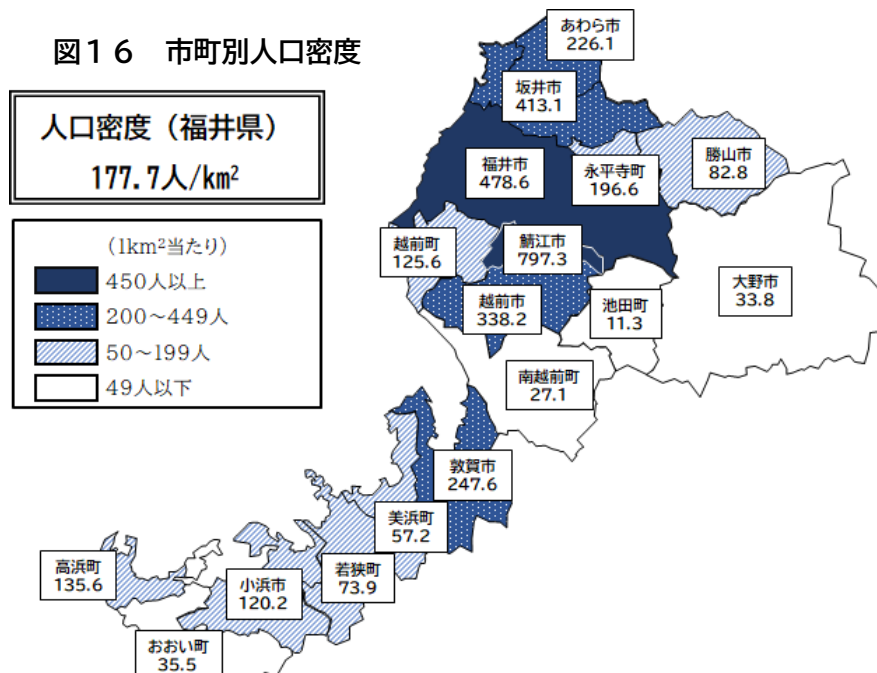 図16 市町別人口密度
人口密度(福井県)
177.7人/km²
(1km²当たり)
450人以上
200～449人
50～199人
49人以下
あわら市
226.1
坂井市
413.1
福井市
478.6
永平寺町
196.6
勝山市
82.8
越前町
125.6
鯖江市
797.3
大野市
33.8
越前市
338.2
池田町
11.3
南越前町
27.1
敦賀市
247.6
美浜町
57.2
高浜町
135.6
小浜市
120.2
若狭町
73.9
おおい町
35.5